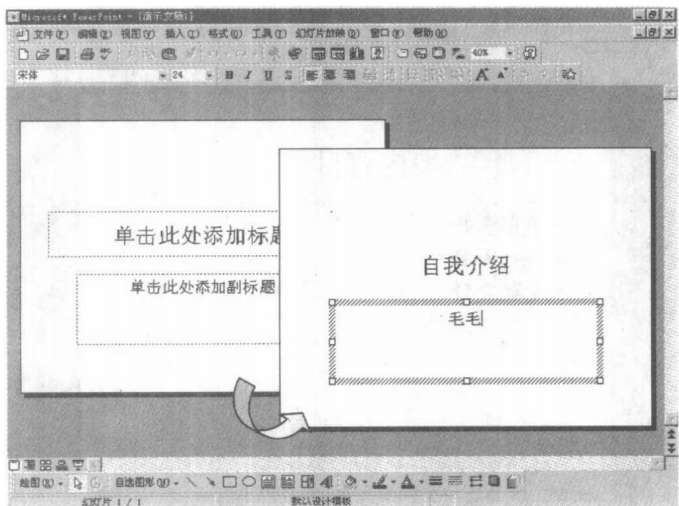 Microsoft PowerPoint - [演示文稿1]
文件(F) 编辑(E) 视图(V) 插入(I) 格式(O) 工具(T) 幻灯片放映(D) 窗口(W) 帮助(H)
40%
宋体 24 B I U S A A
单击此处添加标题
单击此处添加副标题
自我介绍
毛毛
绘图(R) 自选图形(U)
幻灯片 1 / 1 默认设计模板